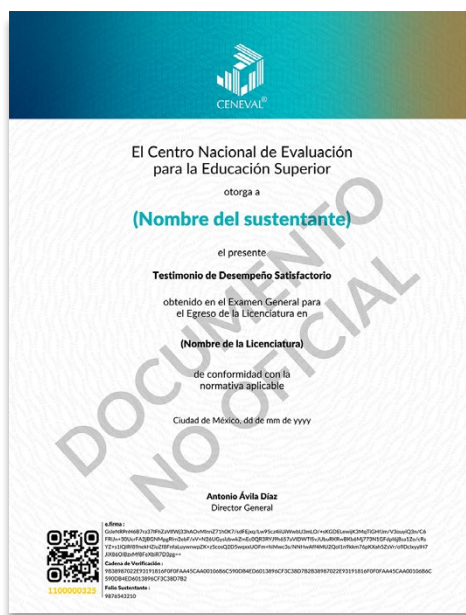 CENEVAL®
El Centro Nacional de Evaluación
para la Educación Superior
otorga a
(Nombre del sustentante)
el presente
Testimonio de Desempeño Satisfactorio
obtenido en el Examen General para
el Egreso de la Licenciatura en
(Nombre de la Licenciatura)
de conformidad con la
normativa aplicable
Ciudad de México, dd de mm de yyyy
DOCUMENTO
NO OFICIAL
Antonio Ávila Díaz
Director General
e.firma :
Cadena de Verificación :
590DB4ED6013896CF3C38D7B2
Folio Sustentante :
9876543210
1100000325